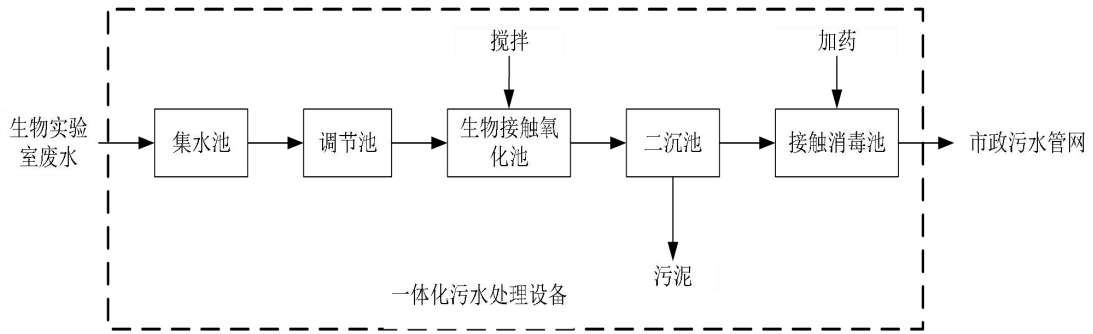 搅拌
加药
生物实验
室废水
集水池
调节池
生物接触氧
化池
二沉池
接触消毒池
市政污水管网
污泥
一体化污水处理设备